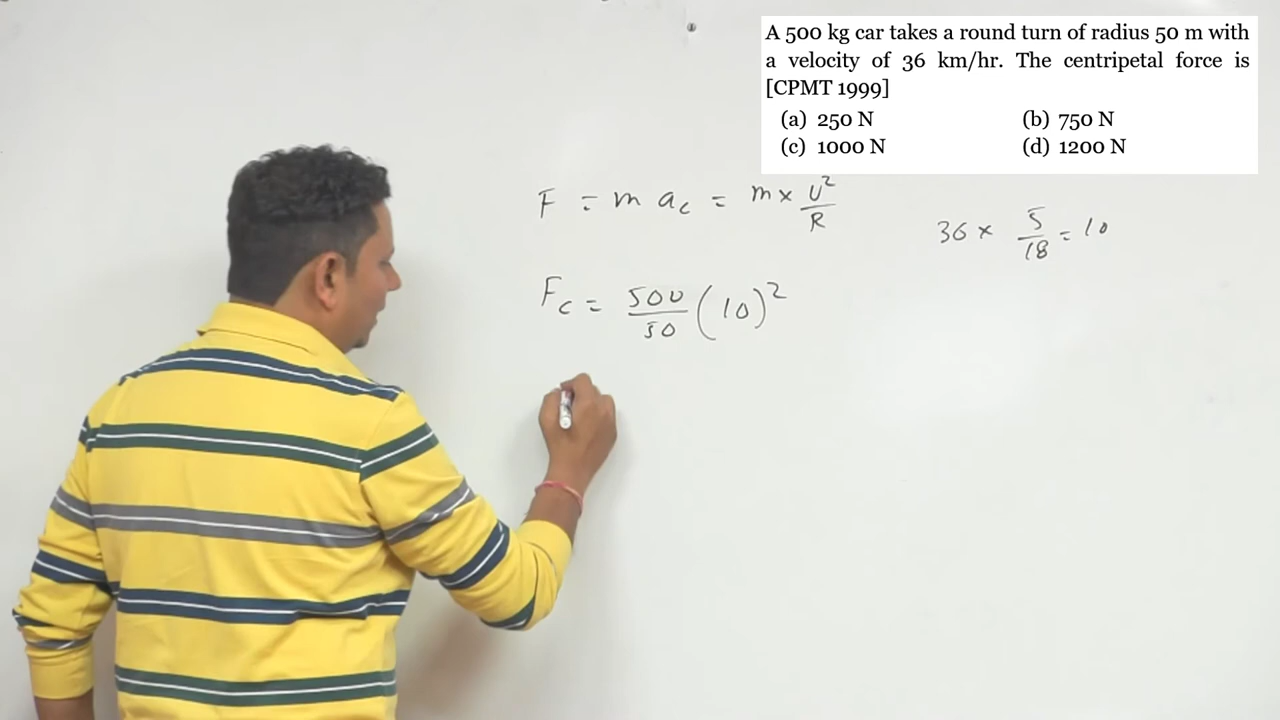 A 500 kg car takes a round turn of radius 50 m with
a velocity of 36 km/hr. The centripetal force is
[CPMT 1999]
(a) 250 N (b) 750 N
(c) 1000 N (d) 1200 N
F = m a_c = m × v²/R
36 × 5/18 = 10
F_c = 500/50 (10)²